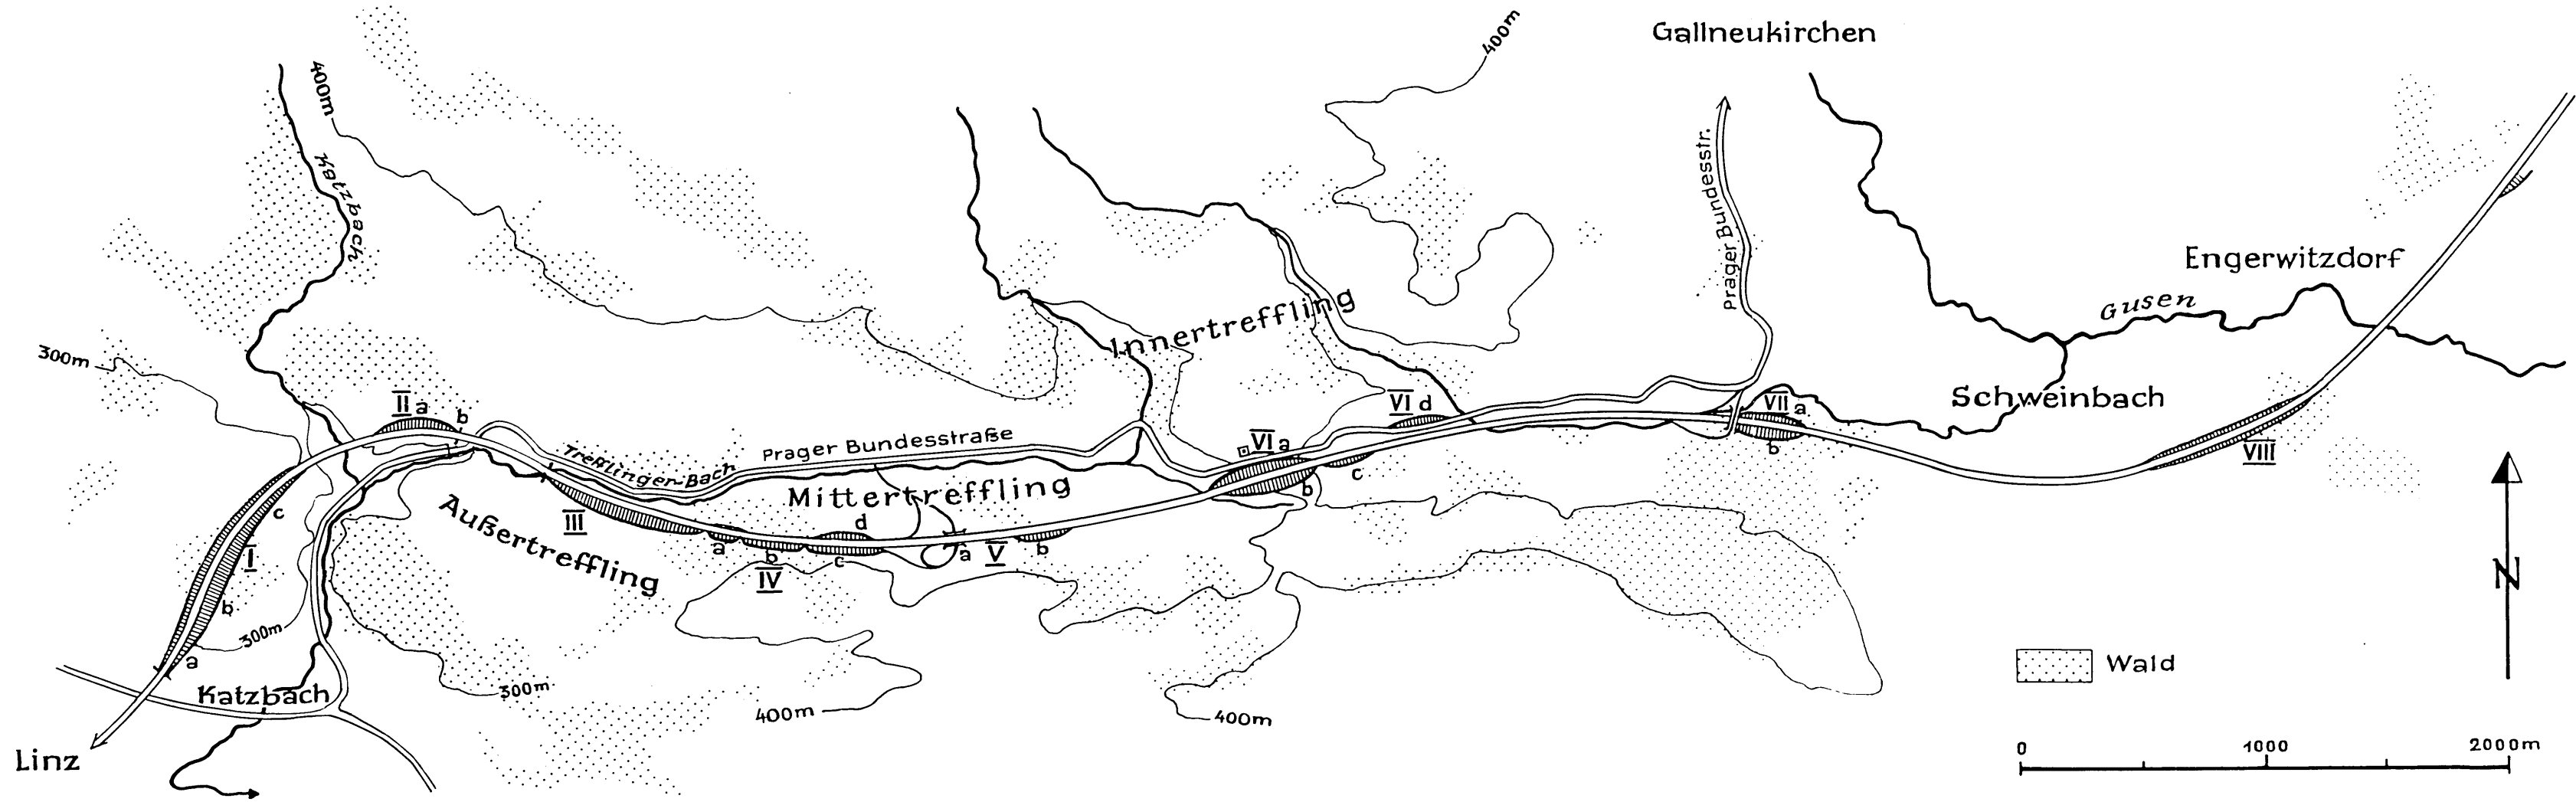 Gallneukirchen
400m
400m
Katzbach
Prager Bundesstr.
Engerwitzdorf
Gusen
Innertreffling
300m
Schweinbach
II a
b
VI d
VII a
b
Prager Bundesstraße
Trefflinger-Bach
VI a
b
c
VIII
Mittertreffling
Außertreffling
III
c
I
b
a
a
b
IV
c
d
a
V
b
N
300m
Wald
Katzbach
300m
400m
400m
Linz
0 1000 2000m